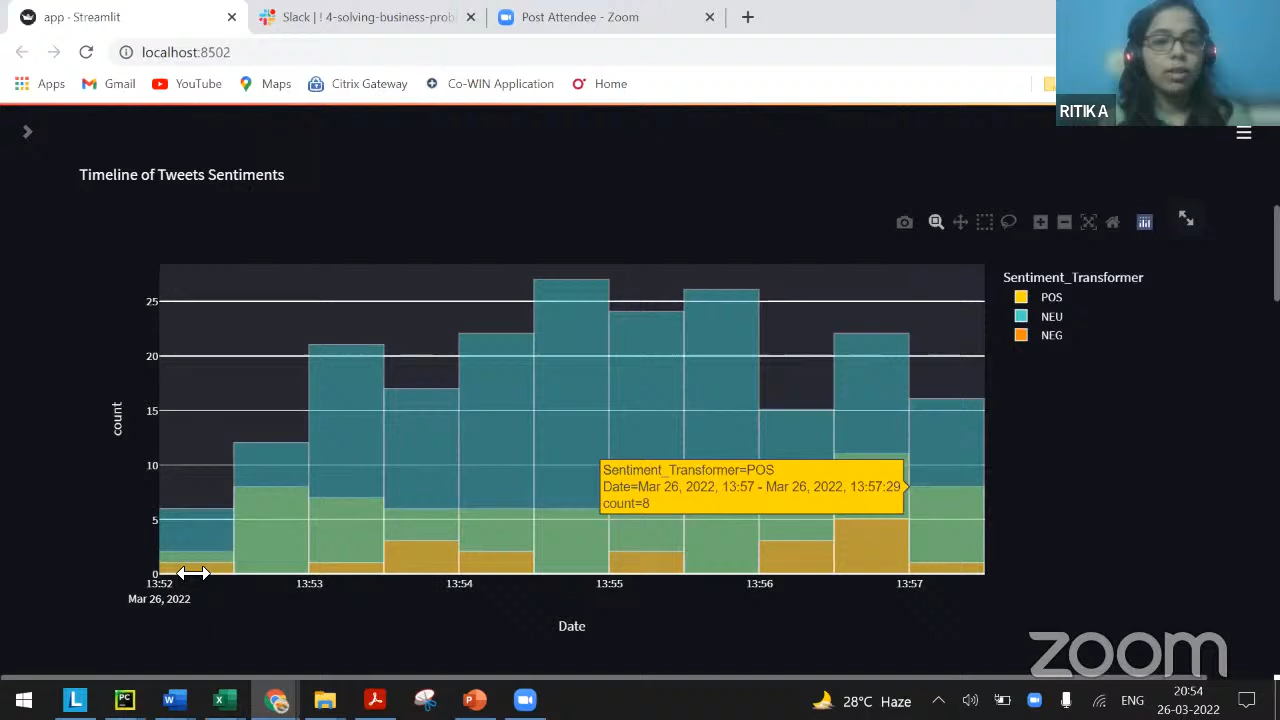 app - Streamlit
Slack | ! 4-solving-business-prob
Post Attendee - Zoom
localhost:8502
Apps
Gmail
YouTube
Maps
Citrix Gateway
Co-WIN Application
Home
RITIK A
Timeline of Tweets Sentiments
Sentiment_Transformer
POS
NEU
NEG
25
20
15
10
5
0
count
Sentiment_Transformer=POS
Date=Mar 26, 2022, 13:57 - Mar 26, 2022, 13:57:29
count=8
13:52 13:53 13:54 13:55 13:56 13:57
Mar 26, 2022
Date
zoom
L
PC
W
X
P
28°C Haze
ENG
20:54
26-03-2022